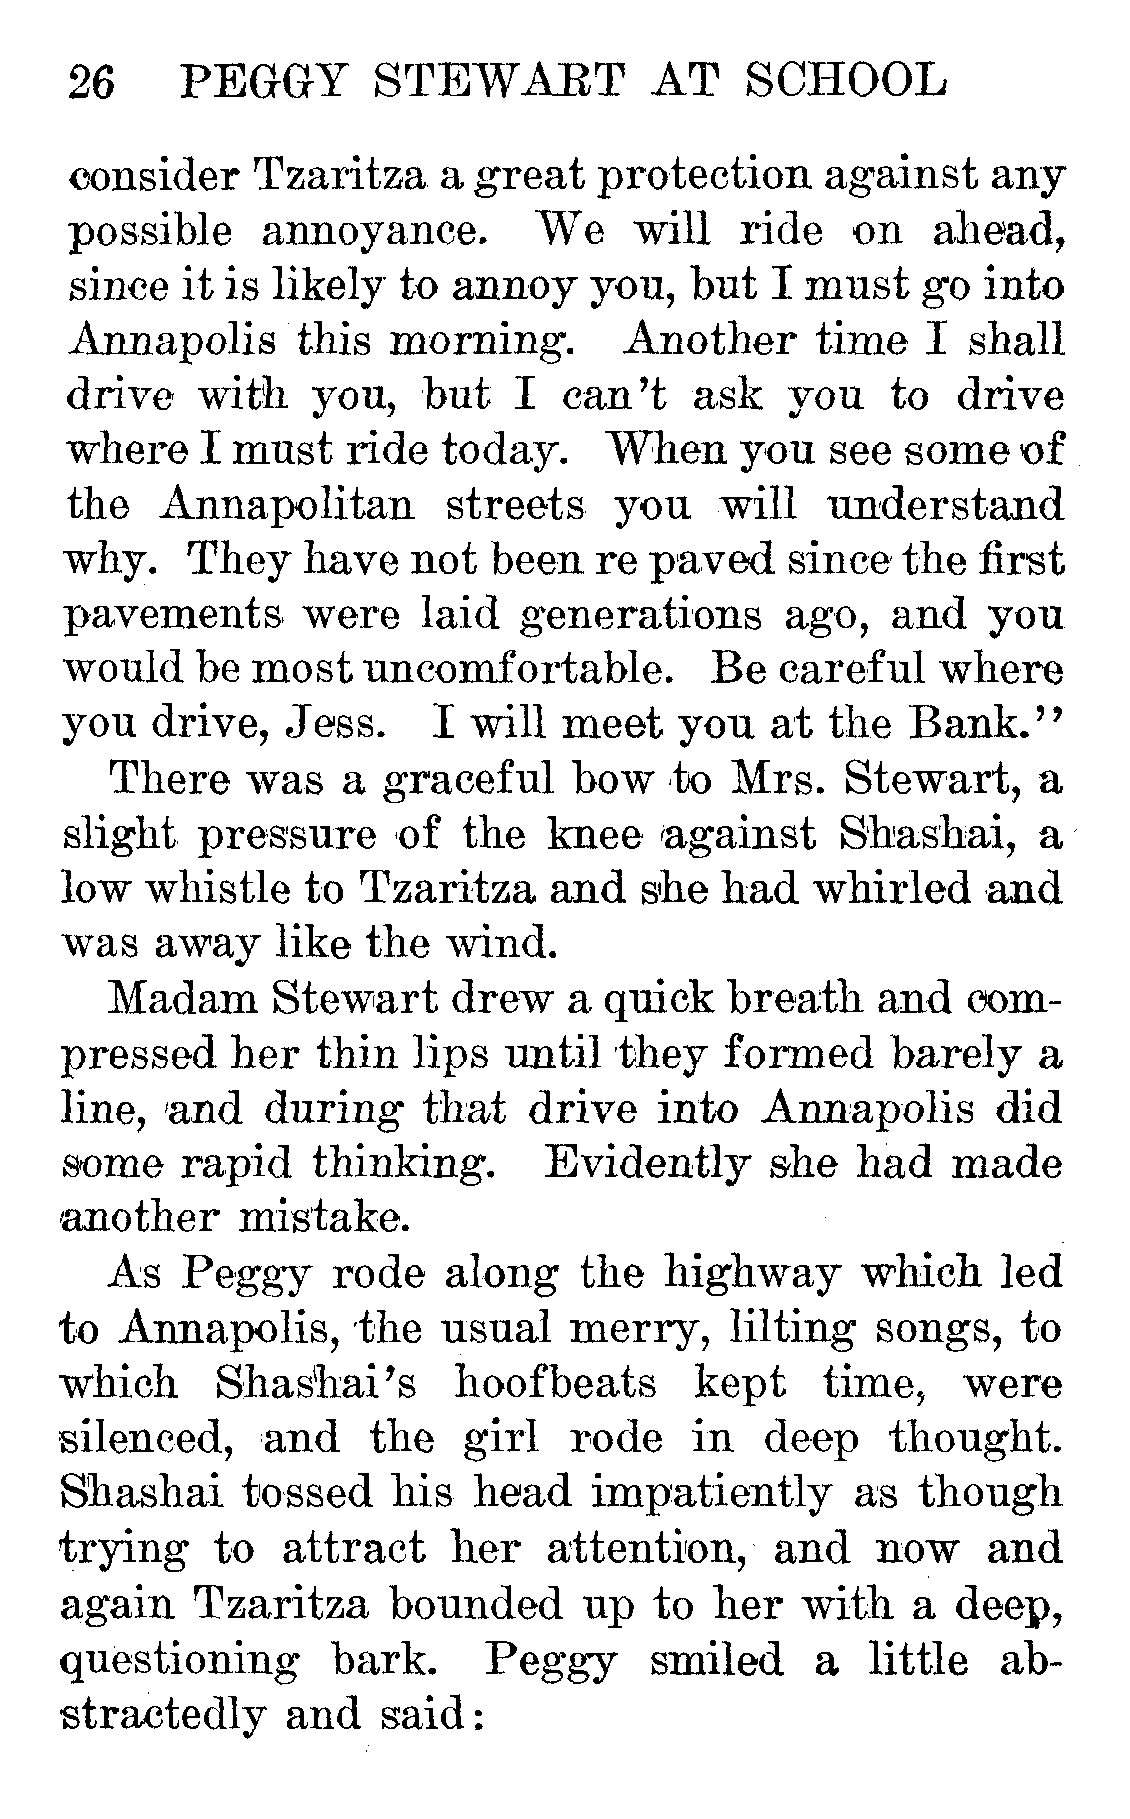 26 PEGGY STEWART AT SCHOOL
consider Tzaritza a great protection against any
possible annoyance. We will ride on ahead,
since it is likely to annoy you, but I must go into
Annapolis this morning. Another time I shall
drive with you, but I can't ask you to drive
where I must ride today. When you see some of
the Annapolitan streets you will understand
why. They have not been re paved since the first
pavements were laid generations ago, and you
would be most uncomfortable. Be careful where
you drive, Jess. I will meet you at the Bank.''
There was a graceful bow to Mrs. Stewart, a
slight pressure of the knee against Shashai, a
low whistle to Tzaritza and she had whirled and
was away like the wind.
Madam Stewart drew a quick breath and com-
pressed her thin lips until they formed barely a
line, and during that drive into Annapolis did
some rapid thinking. Evidently she had made
another mistake.
As Peggy rode along the highway which led
to Annapolis, the usual merry, lilting songs, to
which Shashai's hoofbeats kept time, were
silenced, and the girl rode in deep thought.
Shashai tossed his head impatiently as though
trying to attract her attention, and now and
again Tzaritza bounded up to her with a deep,
questioning bark. Peggy smiled a little ab-
stractedly and said: